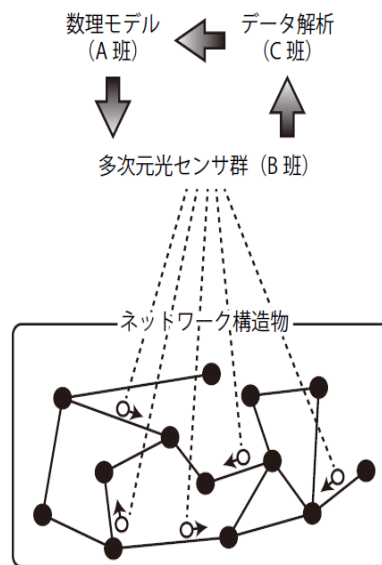 数理モデル
（A 班）
データ解析
（C 班）
多次元光センサ群（B 班）
ネットワーク構造物